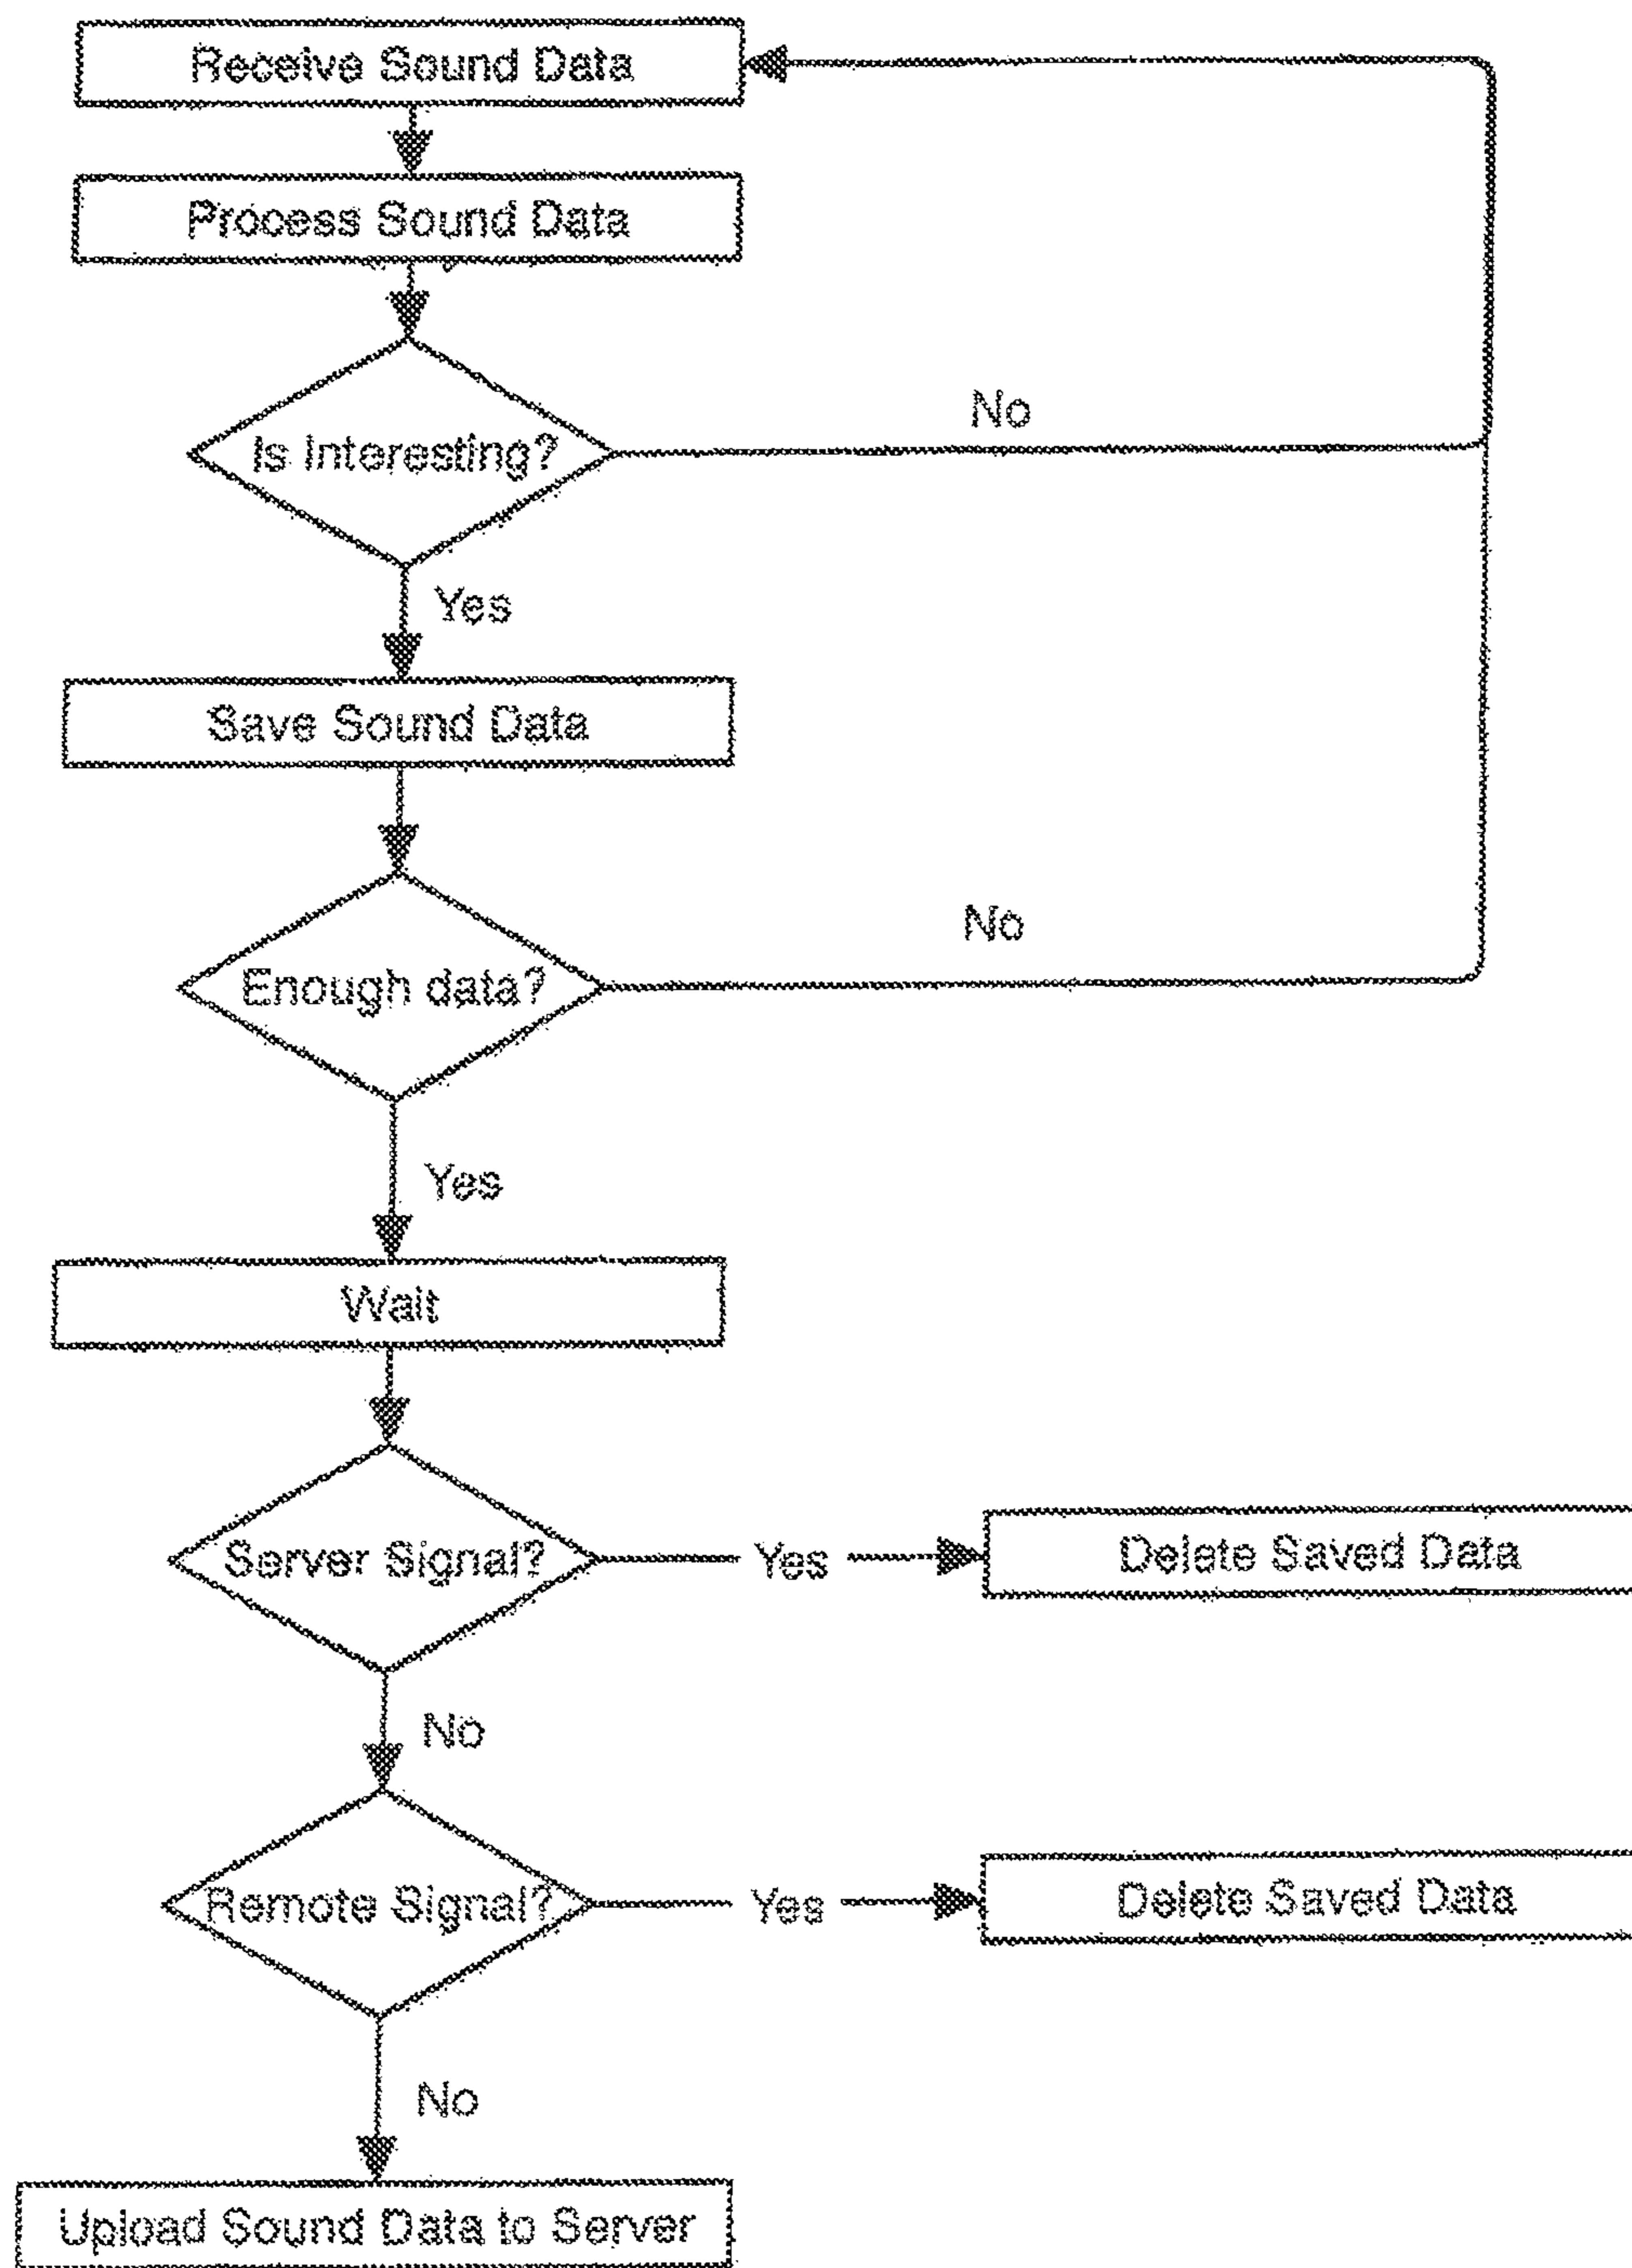 Receive Sound Data
Process Sound Data
Is Interesting?
No
Yes
Save Sound Data
Enough data?
No
Yes
Wait
Server Signal?
Yes
Delete Saved Data
No
Remote Signal?
Yes
Delete Saved Data
No
Upload Sound Data to Server